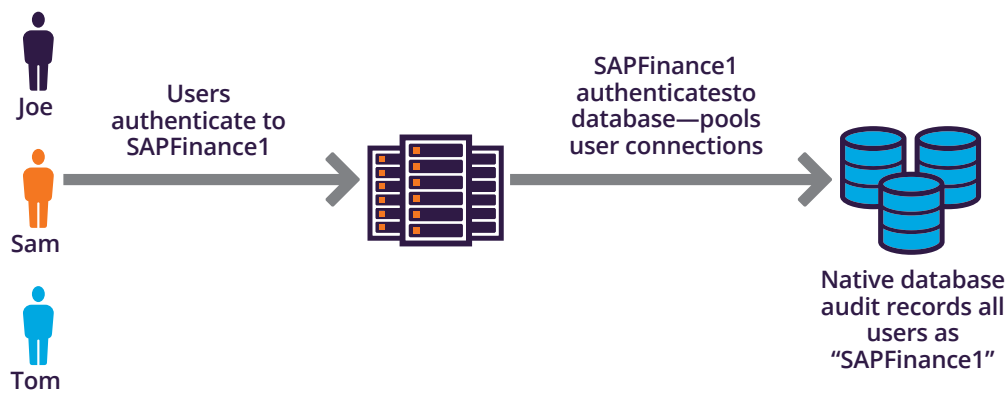 Joe
Sam
Tom
Users
authenticate to
SAPFinance1
SAPFinance1
authenticatesto
database—pools
user connections
Native database
audit records all
users as
“SAPFinance1”